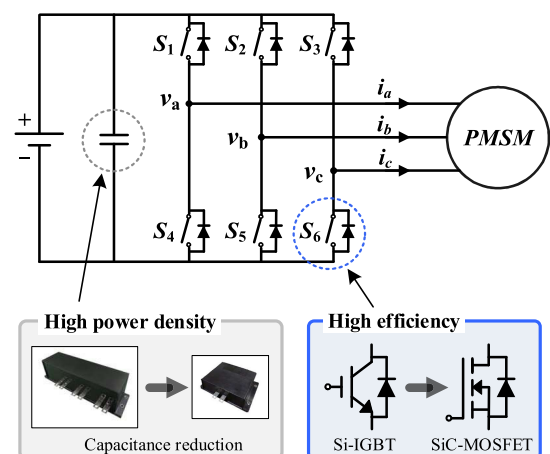 S1 S2 S3
va
ia
+
vb
ib
PMSM
−
vc
ic
S4 S5 S6
High power density
High efficiency
Capacitance reduction
Si-IGBT
SiC-MOSFET